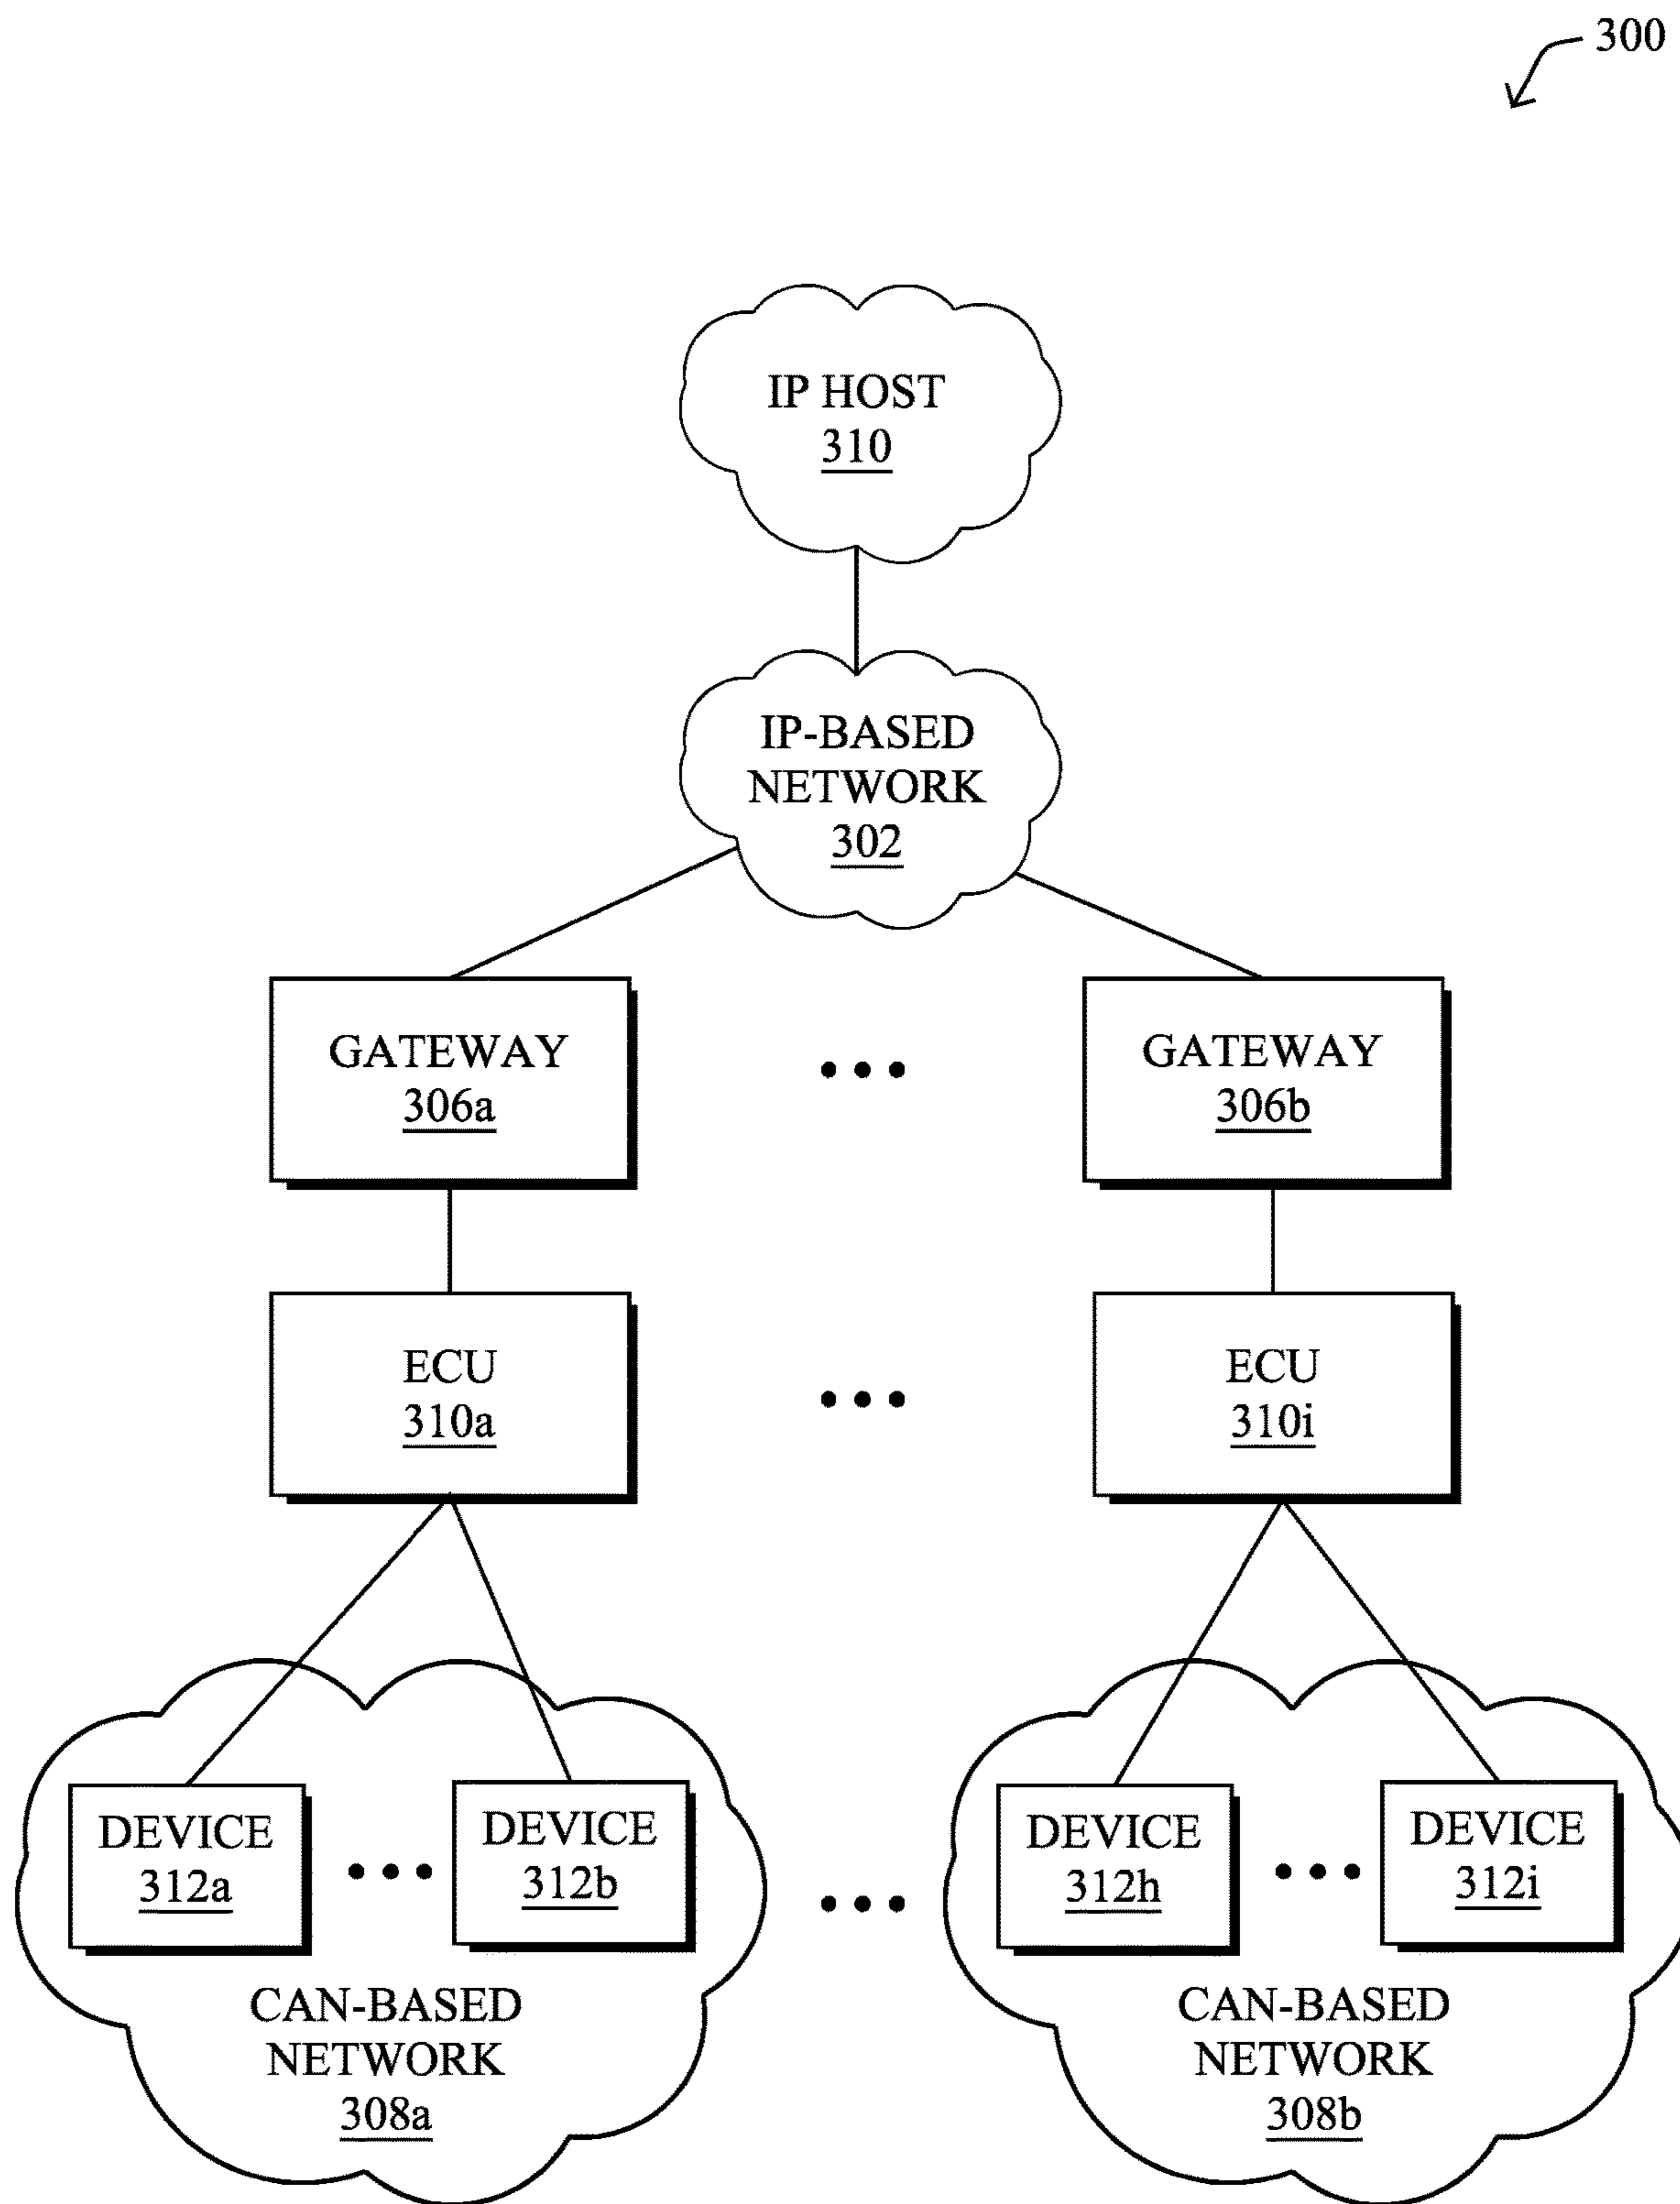 300
IP HOST
310
IP-BASED
NETWORK
302
GATEWAY
306a
GATEWAY
306b
ECU
310a
ECU
310i
DEVICE
312a
DEVICE
312b
DEVICE
312h
DEVICE
312i
CAN-BASED
NETWORK
308a
CAN-BASED
NETWORK
308b